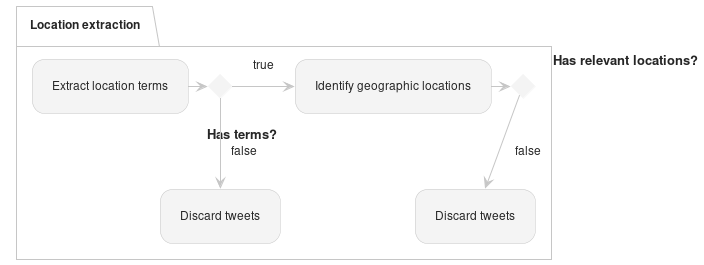 Location extraction
Has relevant locations?
true
Extract location terms
Identify geographic locations
Has terms?
false
false
Discard tweets
Discard tweets